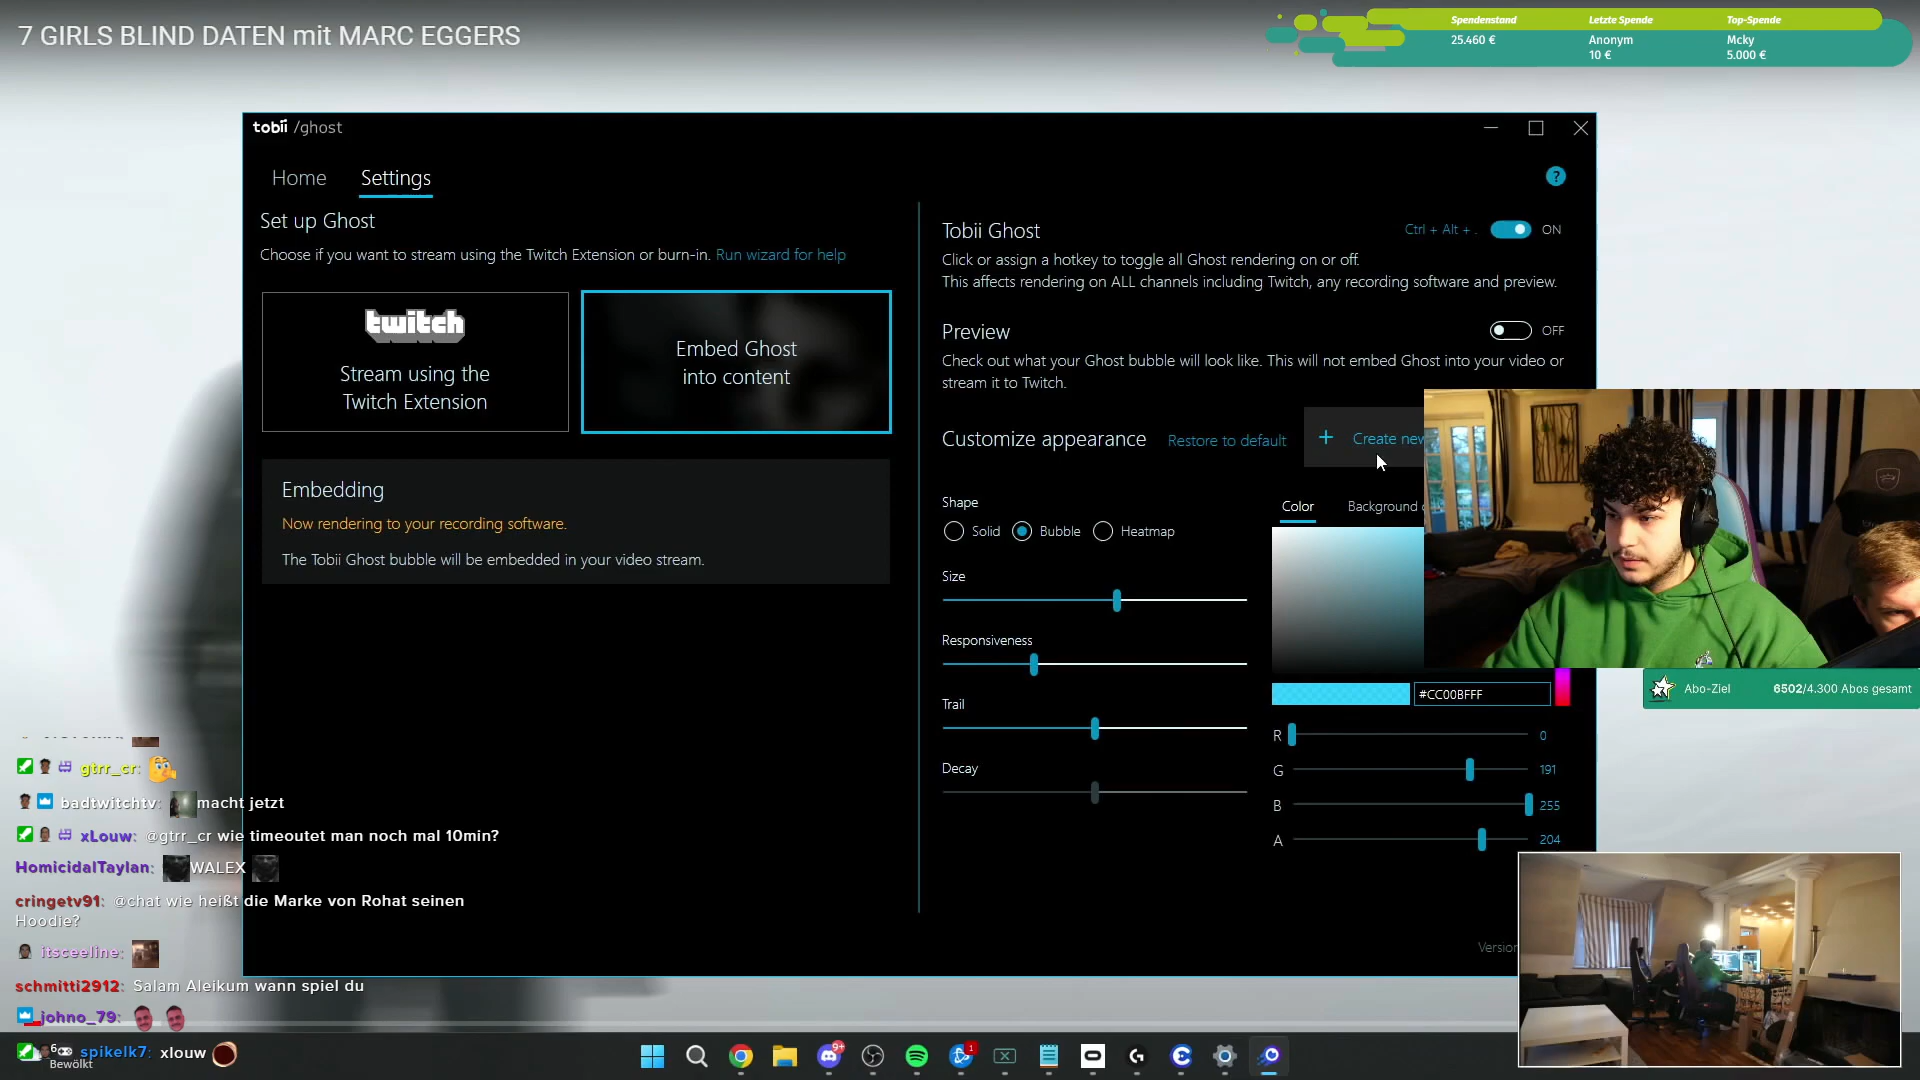 7 GIRLS BLIND DATEN mit MARC EGGERS
Spendenstand
25.460 €
Letzte Spende
Anonym
10 €
Top-Spende
Mcky
5.000 €
tobii /ghost
Home
Settings
?
Set up Ghost
Choose if you want to stream using the Twitch Extension or burn-in. Run wizard for help
twitch
Stream using the
Twitch Extension
Embed Ghost
into content
Embedding
Now rendering to your recording software.
The Tobii Ghost bubble will be embedded in your video stream.
Tobii Ghost
Ctrl + Alt + .
ON
Click or assign a hotkey to toggle all Ghost rendering on or off.
This affects rendering on ALL channels including Twitch, any recording software and preview.
Preview
OFF
Check out what your Ghost bubble will look like. This will not embed Ghost into your video or
stream it to Twitch.
Customize appearance
Restore to default
+ Create new
Shape
Solid
Bubble
Heatmap
Size
Responsiveness
Trail
Decay
Color
Background
#CC00BFFF
R 0
G 191
B 255
A 204
Version
Abo-Ziel 6502/4.300 Abos gesamt
gtrr_cr:
badtwitchtv: macht jetzt
xLouw: @gtrr_cr wie timeoutet man noch mal 10min?
HomicidalTaylan: WALEX
cringetv91: @chat wie heißt die Marke von Rohat seinen
Hoodie?
itsceeline:
schmitti2912: Salam Aleikum wann spiel du
johno_79:
spikelk7: xlouw
6°
Bewölkt
9+
1